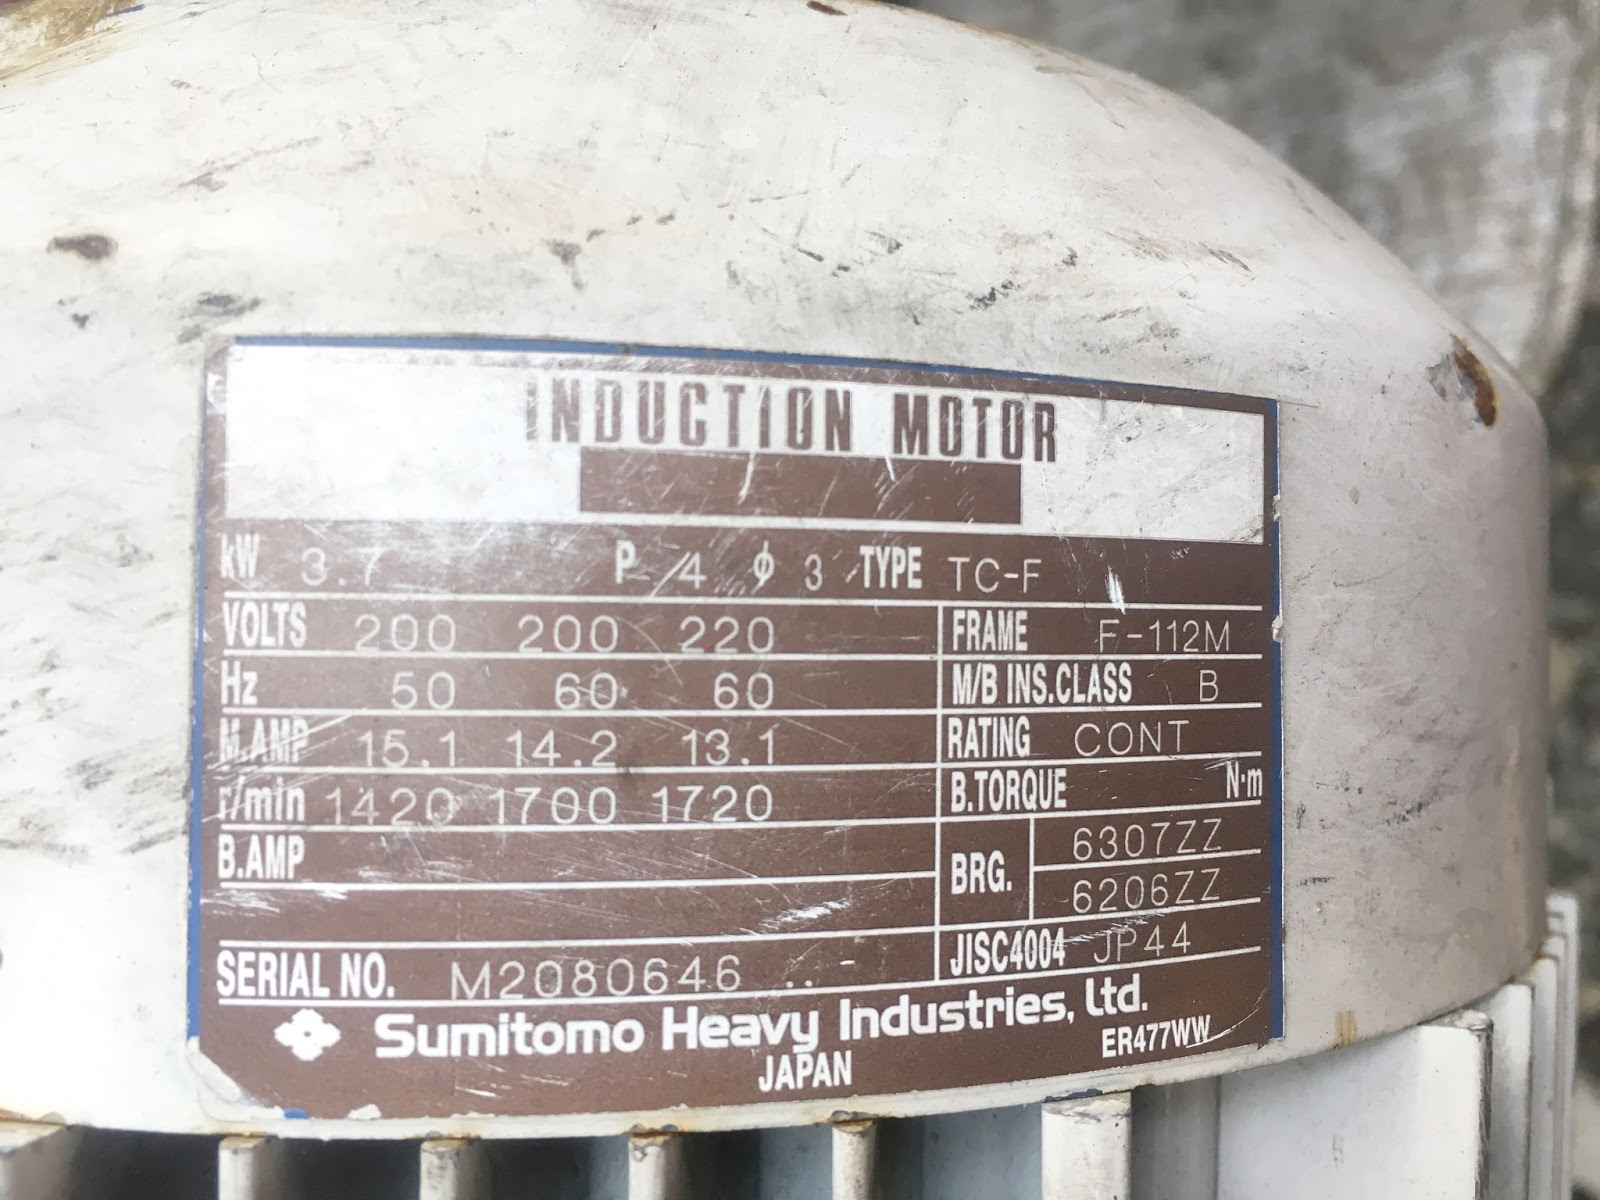 INDUCTION MOTOR
kW 3.7 P 4 ϕ 3 TYPE TC-F
VOLTS 200 200 220 FRAME F-112M
Hz 50 60 60 M/B INS.CLASS B
M.AMP 15.1 14.2 13.1 RATING CONT
r/min 1420 1700 1720 B.TORQUE N·m
B.AMP BRG. 6307ZZ
6206ZZ
SERIAL NO. M2080646 JISC4004 JP44
Sumitomo Heavy Industries, Ltd.
JAPAN ER477WW